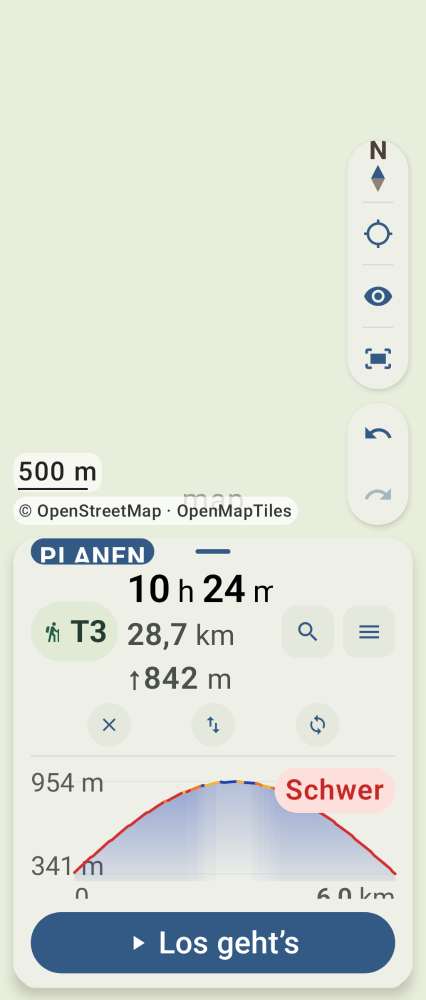 N
500 m
map
© OpenStreetMap · OpenMapTiles
PLANEN
10 h 24 m
T3
28,7 km
↑842 m
954 m
Schwer
341 m
0
6,0 km
Los geht’s